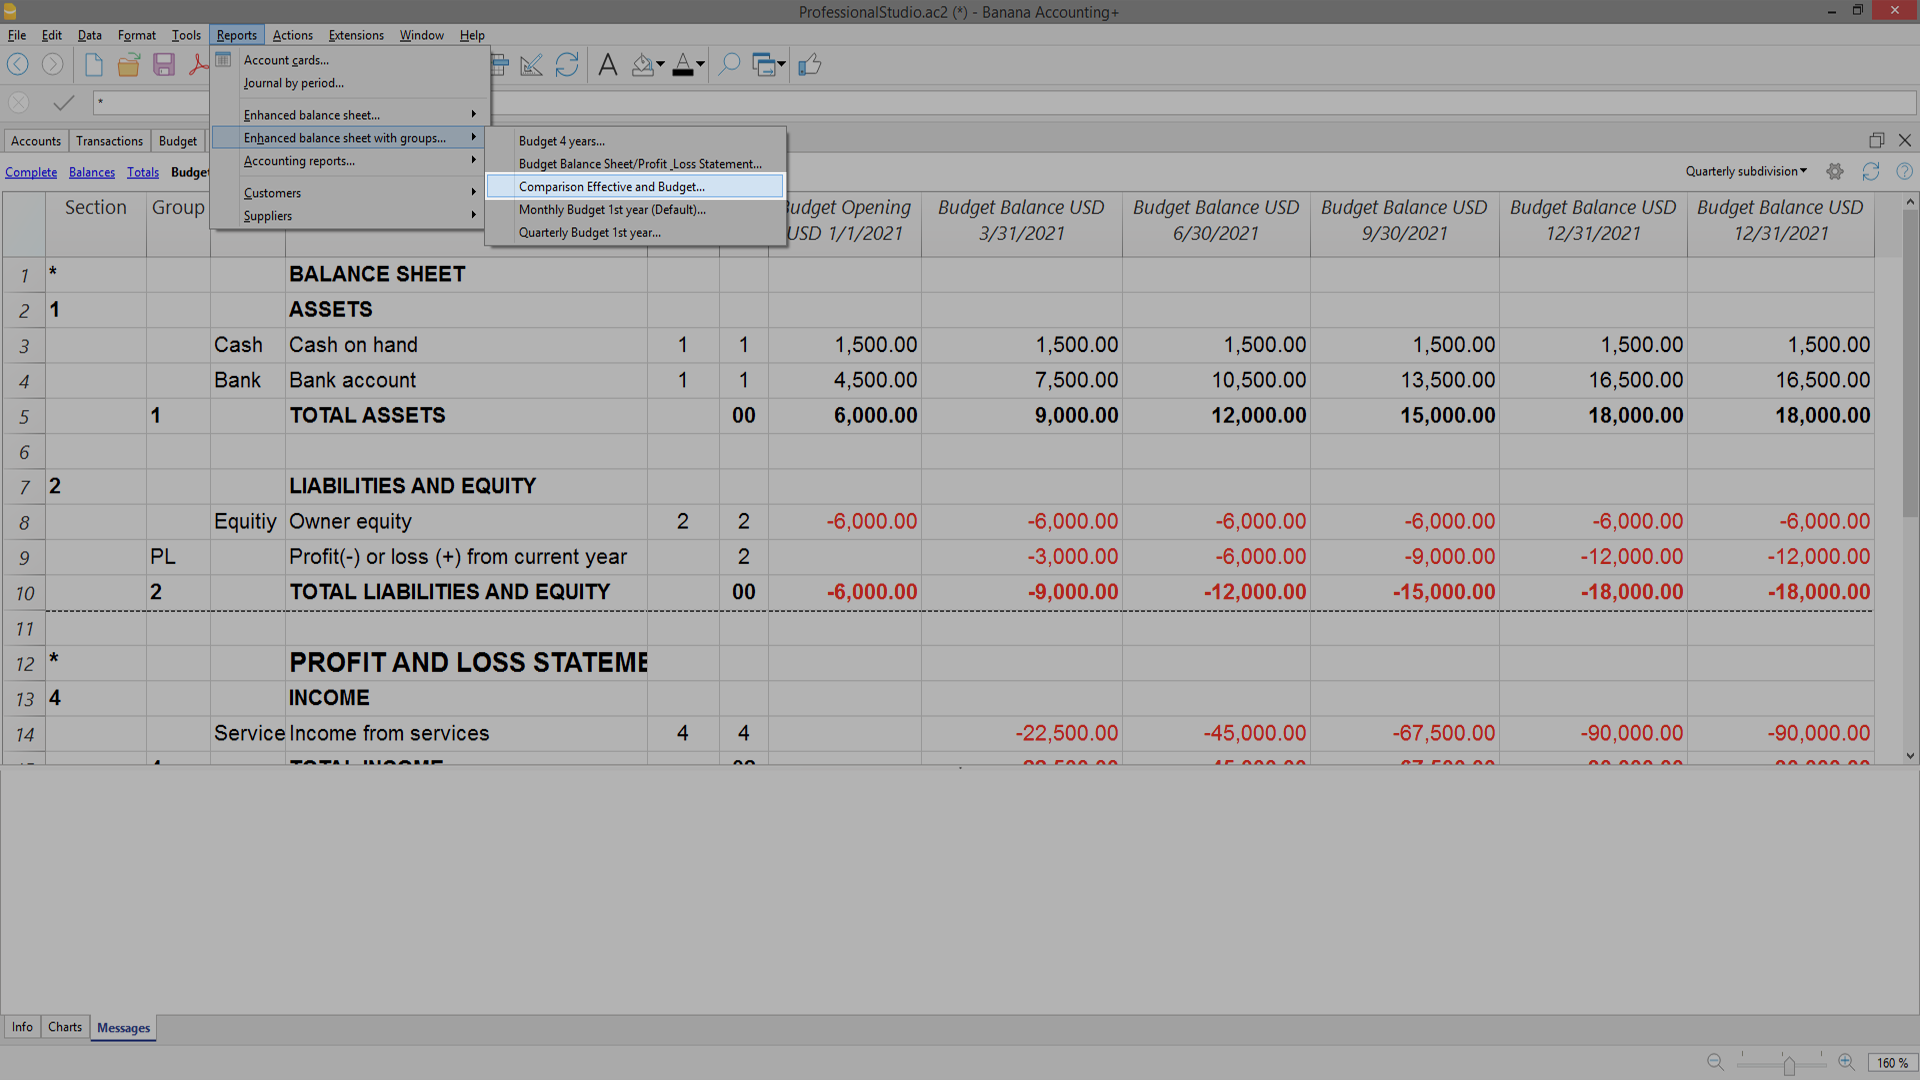 ProfessionalStudio.ac2 (*) - Banana Accounting+
File Edit Data Format Tools Reports Actions Extensions Window Help
Account cards...
Journal by period...
*
Enhanced balance sheet...
Enhanced balance sheet with groups...
Accounting reports...
Customers
Suppliers
Budget 4 years...
Budget Balance Sheet/Profit _Loss Statement...
Comparison Effective and Budget...
Monthly Budget 1st year (Default)...
Quarterly Budget 1st year...
Accounts Transactions Budget
Complete Balances Totals Budget Quarterly subdivision
Section Group Budget Opening Budget Balance USD Budget Balance USD Budget Balance USD Budget Balance USD Budget Balance USD
USD 1/1/2021 3/31/2021 6/30/2021 9/30/2021 12/31/2021 12/31/2021
1 * BALANCE SHEET
2 1 ASSETS
3 Cash Cash on hand 1 1 1,500.00 1,500.00 1,500.00 1,500.00 1,500.00 1,500.00
4 Bank Bank account 1 1 4,500.00 7,500.00 10,500.00 13,500.00 16,500.00 16,500.00
5 1 TOTAL ASSETS 00 6,000.00 9,000.00 12,000.00 15,000.00 18,000.00 18,000.00
6
7 2 LIABILITIES AND EQUITY
8 Equitiy Owner equity 2 2 -6,000.00 -6,000.00 -6,000.00 -6,000.00 -6,000.00 -6,000.00
9 PL Profit(-) or loss (+) from current year 2 -3,000.00 -6,000.00 -9,000.00 -12,000.00 -12,000.00
10 2 TOTAL LIABILITIES AND EQUITY 00 -6,000.00 -9,000.00 -12,000.00 -15,000.00 -18,000.00 -18,000.00
11
12 * PROFIT AND LOSS STATEME
13 4 INCOME
14 Service Income from services 4 4 -22,500.00 -45,000.00 -67,500.00 -90,000.00 -90,000.00
TOTAL INCOME
Info Charts Messages
160 %